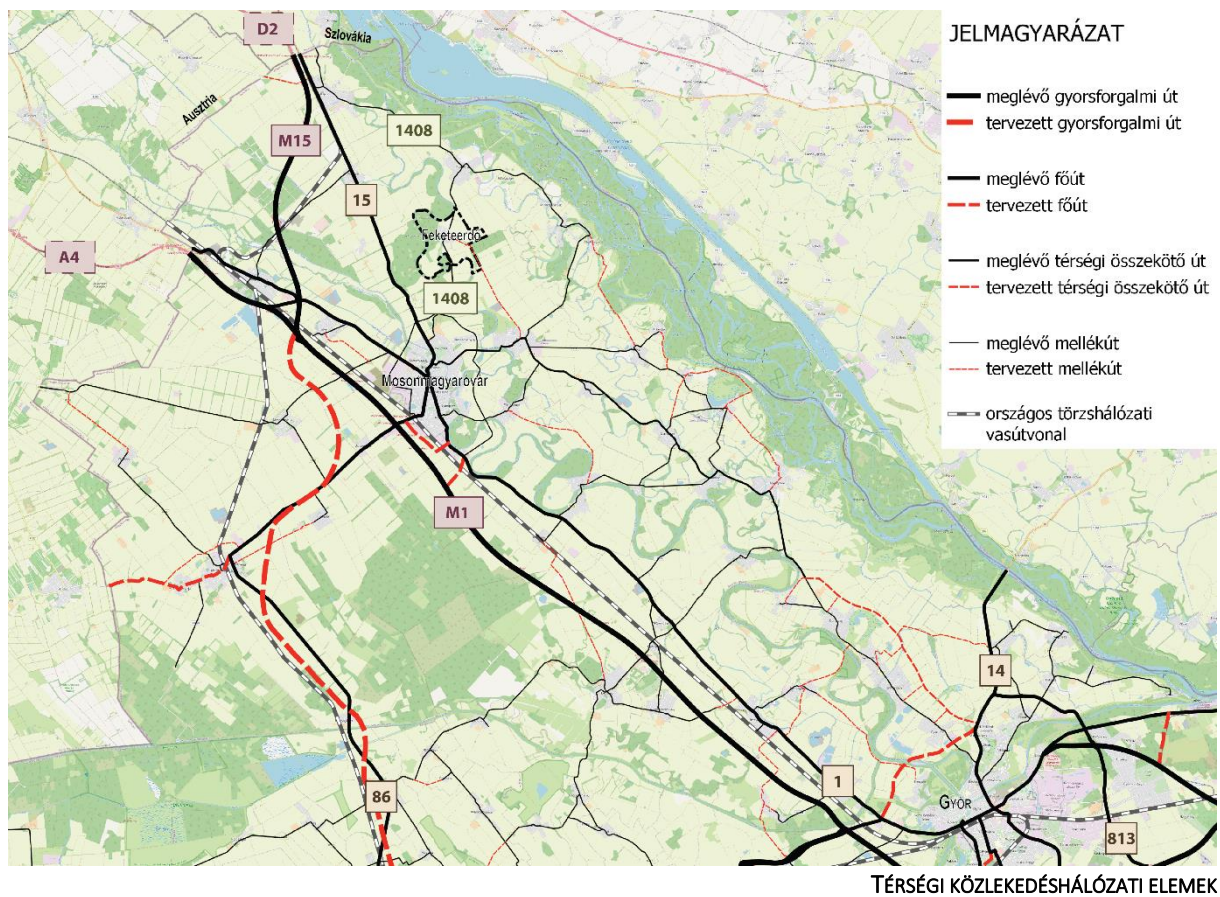 D2
Szlovákia
Ausztria
M15
1408
15
Feketeerdő
A4
1408
Mosonmagyaróvár
M1
14
1
GYŐR
86
813
JELMAGYARÁZAT
meglévő gyorsforgalmi út
tervezett gyorsforgalmi út
meglévő főút
tervezett főút
meglévő térségi összekötő út
tervezett térségi összekötő út
meglévő mellékút
tervezett mellékút
országos törzshálózati
vasútvonal
TÉRSÉGI KÖZLEKEDÉSHÁLÓZATI ELEMEK